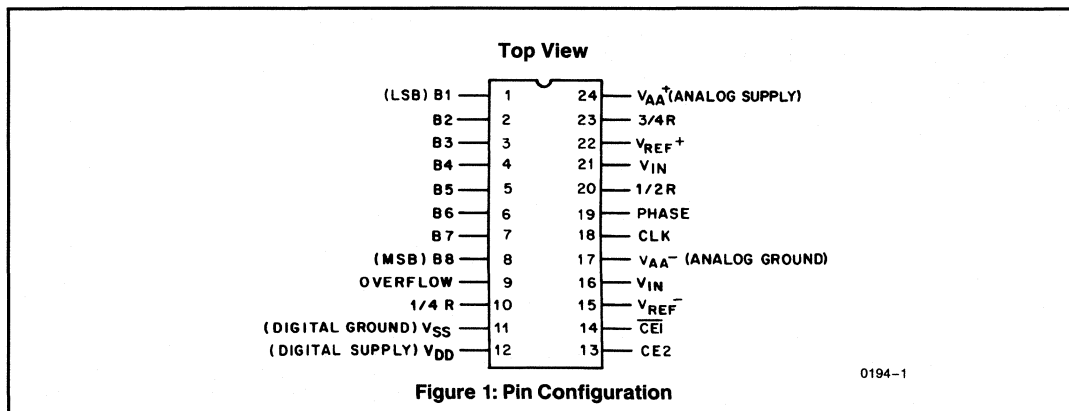 Top View
(LSB) B1 1 24 VAA+ (ANALOG SUPPLY)
B2 2 23 3/4R
B3 3 22 VREF+
B4 4 21 VIN
B5 5 20 1/2R
B6 6 19 PHASE
B7 7 18 CLK
(MSB) B8 8 17 VAA- (ANALOG GROUND)
OVERFLOW 9 16 VIN
1/4 R 10 15 VREF-
(DIGITAL GROUND) VSS 11 14 C̅E̅1̅
(DIGITAL SUPPLY) VDD 12 13 CE2
0194-1
Figure 1: Pin Configuration